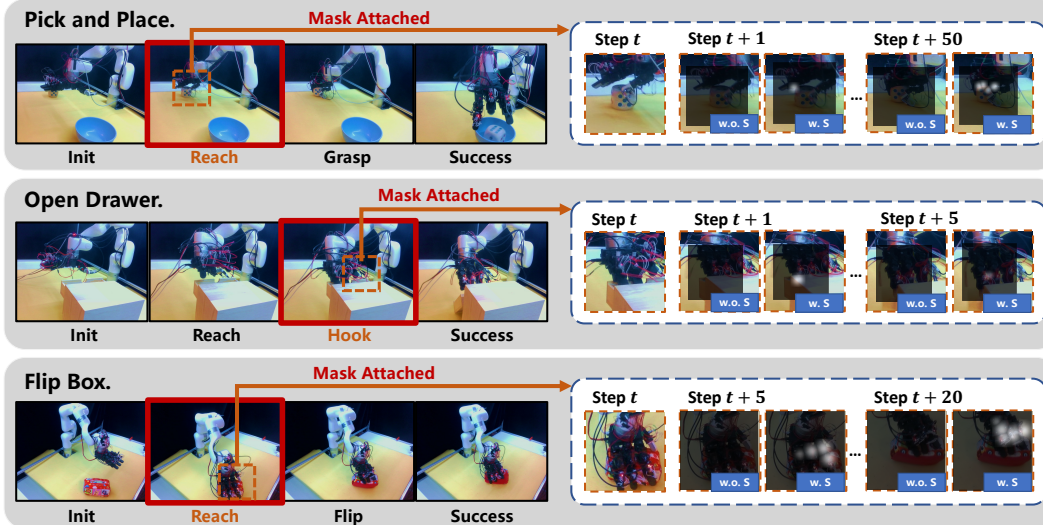 Pick and Place.
Mask Attached
Init
Reach
Grasp
Success
Step t
Step t + 1
Step t + 50
w.o. S
w. S
...
w.o. S
w. S
Open Drawer.
Mask Attached
Init
Reach
Hook
Success
Step t
Step t + 1
Step t + 5
w.o. S
w. S
...
w.o. S
w. S
Flip Box.
Mask Attached
Init
Reach
Flip
Success
Step t
Step t + 5
Step t + 20
w.o. S
w. S
...
w.o. S
w. S